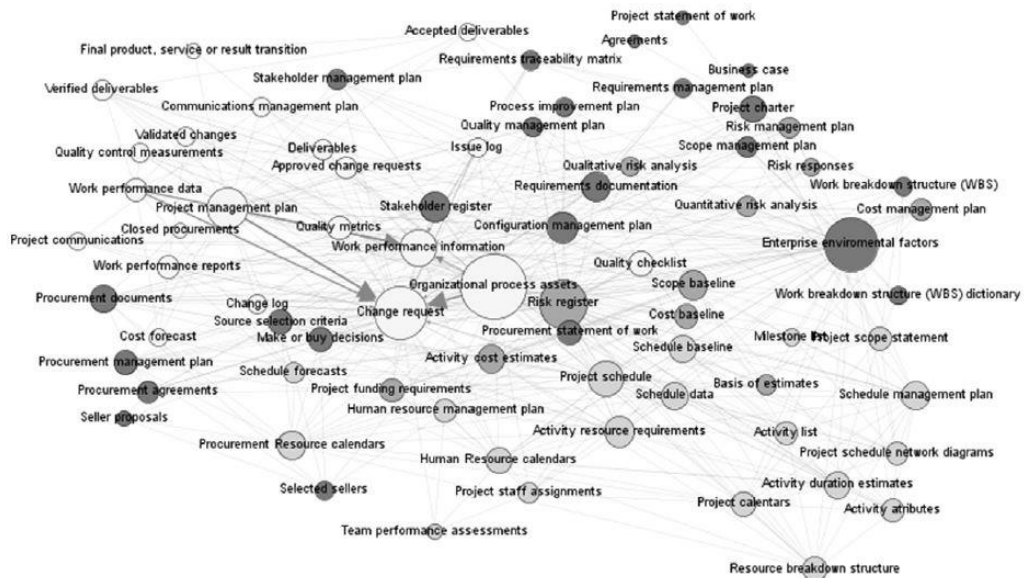 Project statement of work
Accepted deliverables
Agreements
Final product, service or result transition
Requirements traceability matrix
Business case
Stakeholder management plan
Verified deliverables
Requirements management plan
Communications management plan
Process improvement plan
Project charter
Quality management plan
Risk management plan
Validated changes
Deliverables
Issue log
Scope management plan
Quality control measurements
Approved change requests
Qualitative risk analysis
Risk responses
Work performance data
Requirements documentation
Work breakdown structure (WBS)
Project management plan
Stakeholder register
Quantitative risk analysis
Cost management plan
Closed procurements
Quality metrics
Configuration management plan
Project communications
Work performance information
Enterprise enviromental factors
Work performance reports
Quality checklist
Organizational process assets
Scope baseline
Procurement documents
Change log
Risk register
Work breakdown structure (WBS) dictionary
Change request
Source selection criteria
Cost baseline
Procurement statement of work
Cost forecast
Make or buy decisions
Milestone
Project scope statement
Schedule baseline
Procurement management plan
Activity cost estimates
Schedule forecasts
Project schedule
Procurement agreements
Project funding requirements
Basis of estimates
Schedule data
Schedule management plan
Human resource management plan
Seller proposals
Activity resource requirements
Activity list
Procurement Resource calendars
Project schedule network diagrams
Human Resource calendars
Activity duration estimates
Selected sellers
Project staff assignments
Project calentars
Activity atributes
Team performance assessments
Resource breakdown structure